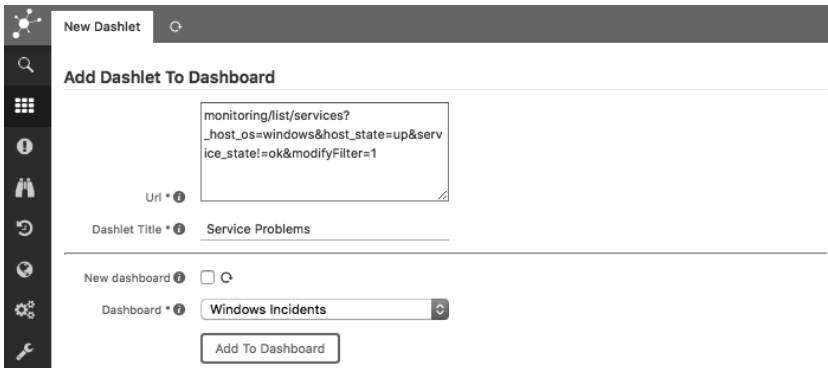 New Dashlet
Add Dashlet To Dashboard
monitoring/list/services?
_host_os=windows&host_state=up&serv
ice_state!=ok&modifyFilter=1
Url *
Dashlet Title * Service Problems
New dashboard
Dashboard * Windows Incidents
Add To Dashboard